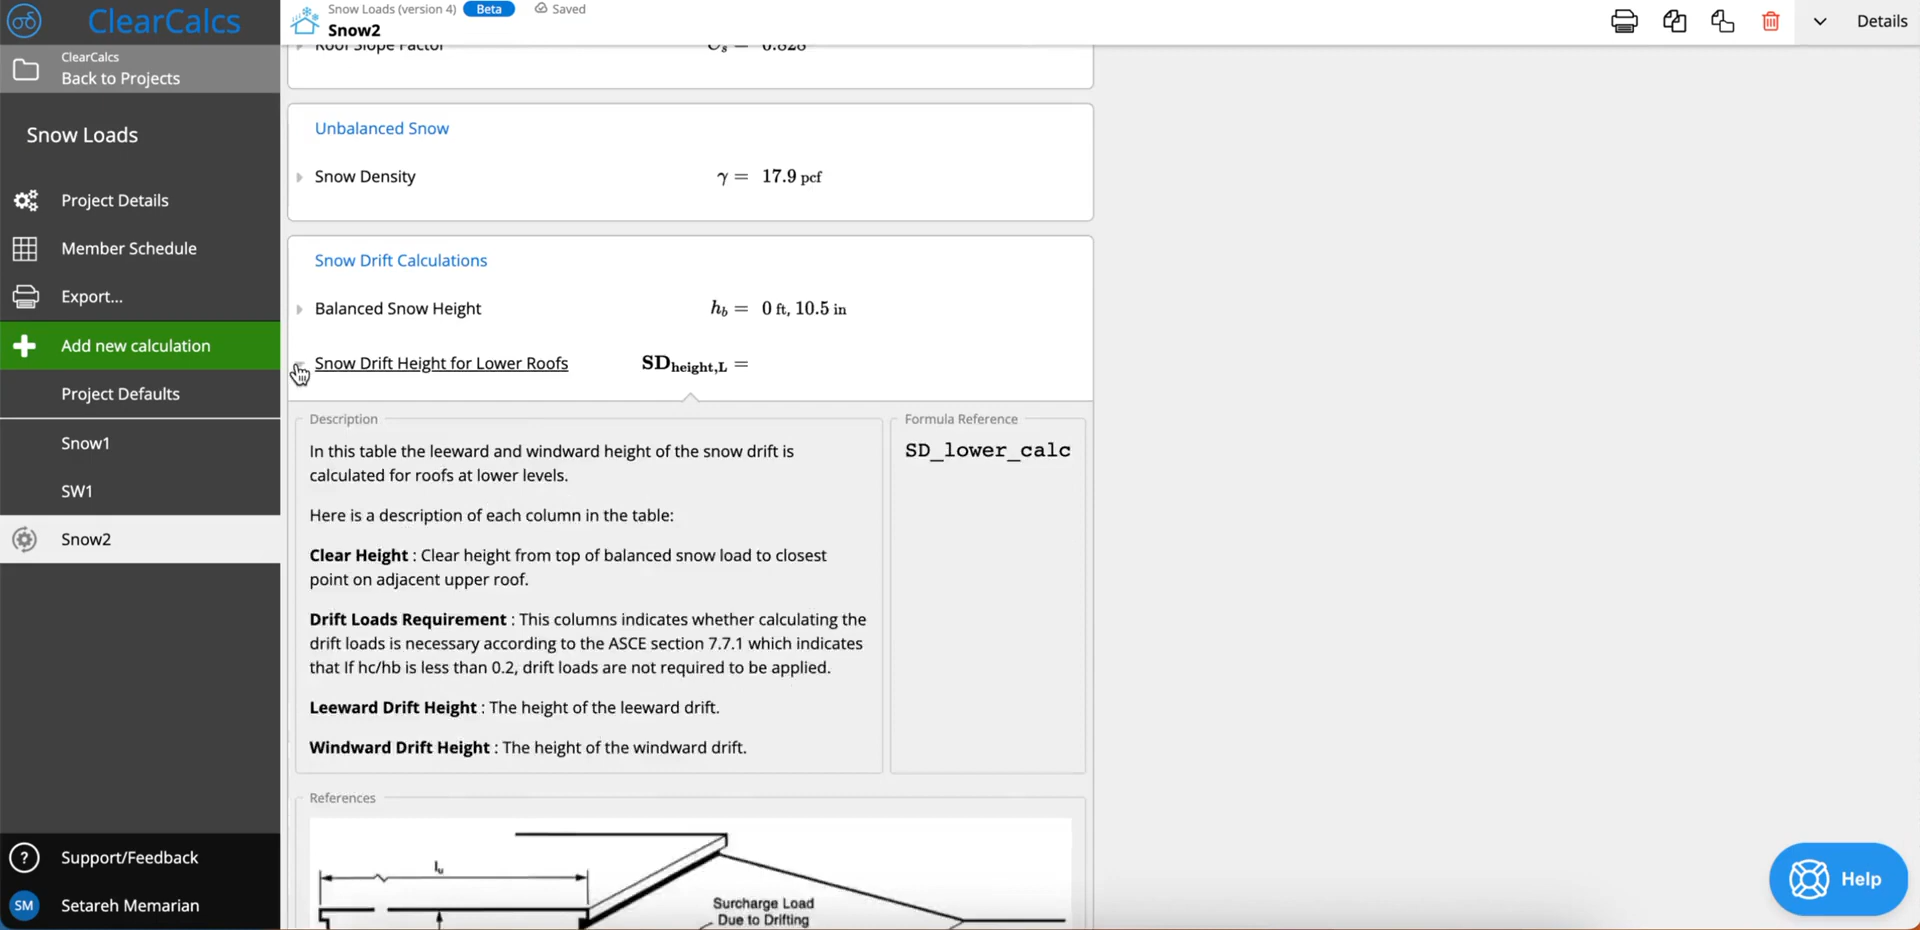 ClearCalcs
Snow Loads (version 4) Beta Saved
Snow2
Details
ClearCalcs
Back to Projects
Snow Loads
Project Details
Member Schedule
Export...
Add new calculation
Project Defaults
Snow1
SW1
Snow2
? Support/Feedback
SM Setareh Memarian
Roof Slope Factor Cs = 0.828
Unbalanced Snow
Snow Density γ = 17.9 pcf
Snow Drift Calculations
Balanced Snow Height hb = 0 ft, 10.5 in
Snow Drift Height for Lower Roofs SDheight,L =
Description
In this table the leeward and windward height of the snow drift is
calculated for roofs at lower levels.
Here is a description of each column in the table:
Clear Height : Clear height from top of balanced snow load to closest
point on adjacent upper roof.
Drift Loads Requirement : This columns indicates whether calculating the
drift loads is necessary according to the ASCE section 7.7.1 which indicates
that If hc/hb is less than 0.2, drift loads are not required to be applied.
Leeward Drift Height : The height of the leeward drift.
Windward Drift Height : The height of the windward drift.
Formula Reference
SD_lower_calc
References
lu
Surcharge Load
Due to Drifting
Help